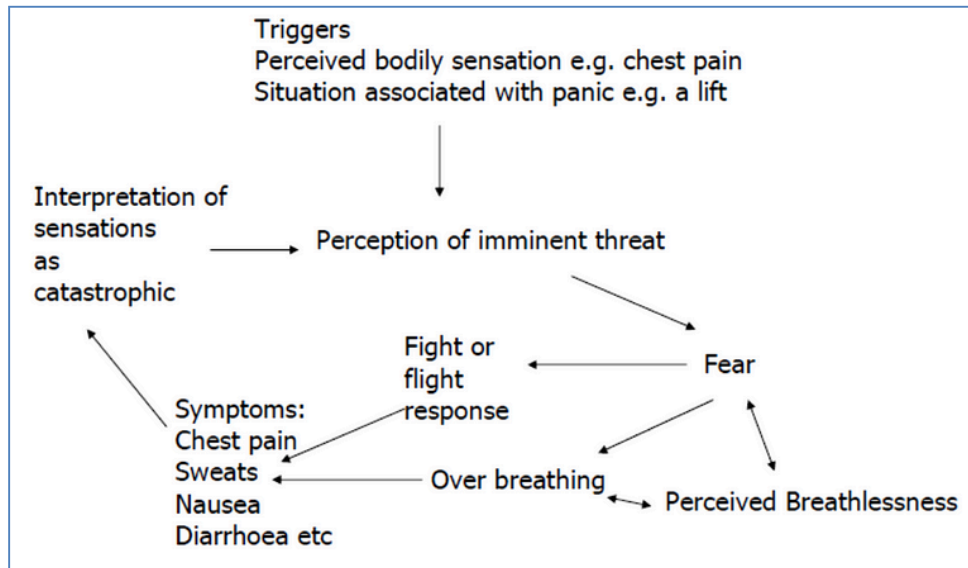 Triggers
Perceived bodily sensation e.g. chest pain
Situation associated with panic e.g. a lift
Interpretation of
sensations
as
catastrophic
Perception of imminent threat
Fight or
flight
response
Fear
Symptoms:
Chest pain
Sweats
Nausea
Diarrhoea etc
Over breathing
Perceived Breathlessness